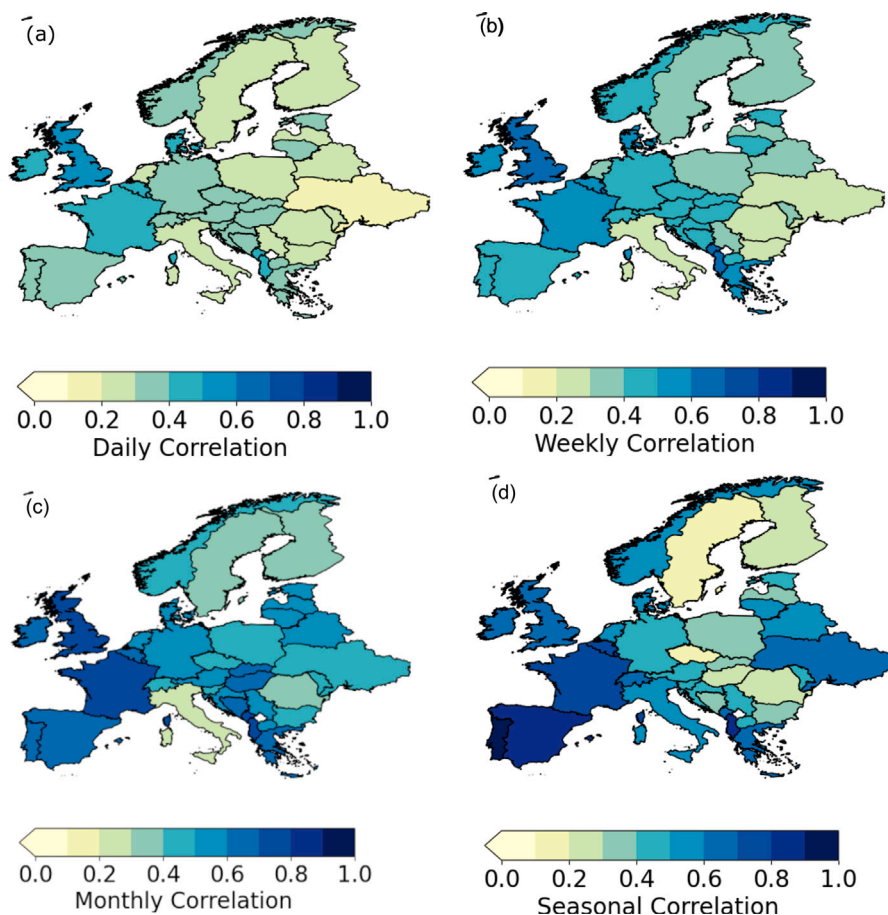 (a)
(b)
0.0 0.2 0.4 0.6 0.8 1.0
Daily Correlation
0.0 0.2 0.4 0.6 0.8 1.0
Weekly Correlation
(c)
(d)
0.0 0.2 0.4 0.6 0.8 1.0
Monthly Correlation
0.0 0.2 0.4 0.6 0.8 1.0
Seasonal Correlation